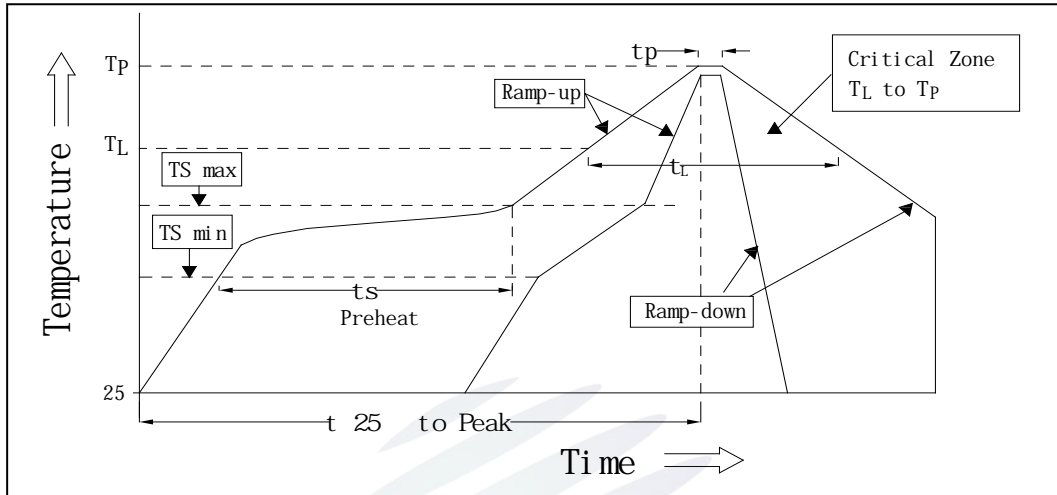 tp
Critical Zone
TL to TP
TP
Ramp-up
TL
TS max
tL
TS min
ts
Preheat
Ramp-down
25
t 25 to Peak
Temperature
Time